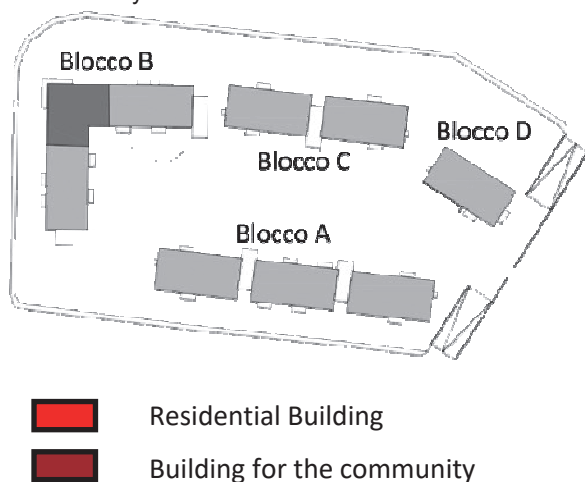 Blocco B
Blocco C
Blocco D
Blocco A
Residential Building
Building for the community